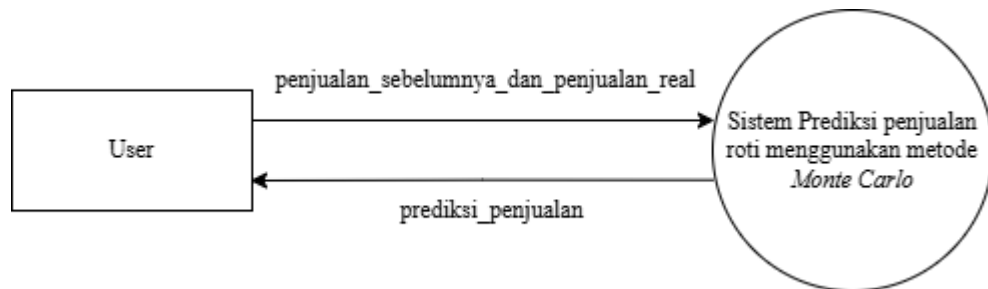 penjualan_sebelumnya_dan_penjualan_real
User
Sistem Prediksi penjualan
roti menggunakan metode
Monte Carlo
prediksi_penjualan